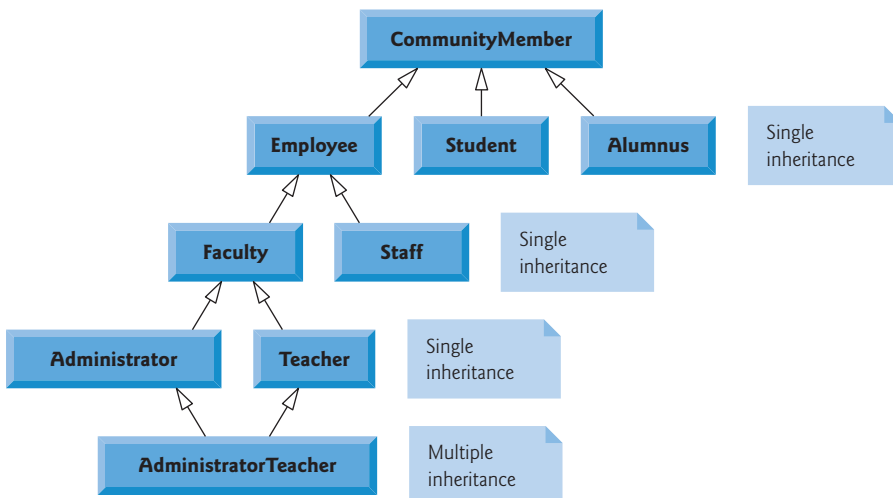 CommunityMember
Employee
Student
Alumnus
Single
inheritance
Faculty
Staff
Single
inheritance
Administrator
Teacher
Single
inheritance
AdministratorTeacher
Multiple
inheritance